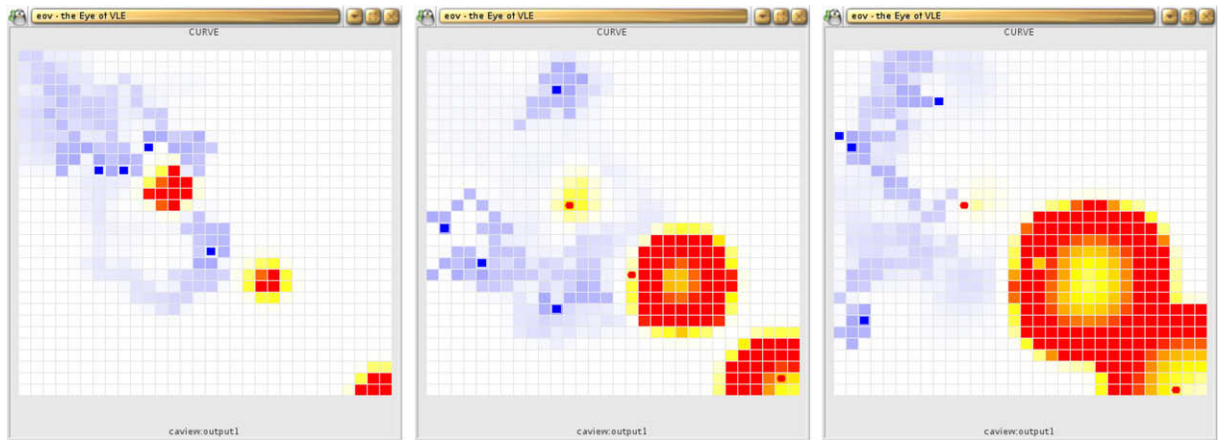 eov - the Eye of VLE
CURVE
caview:output1
eov - the Eye of VLE
CURVE
caview:output1
eov - the Eye of VLE
CURVE
caview:output1